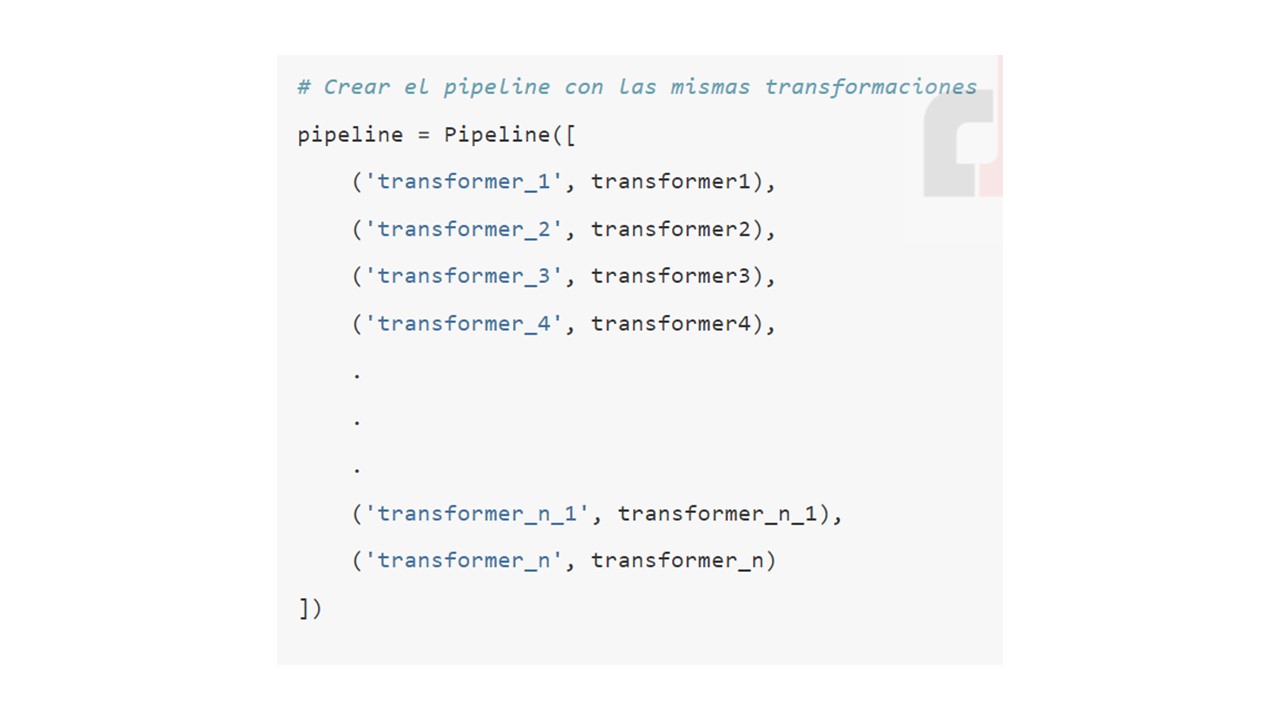 # Crear el pipeline con las mismas transformaciones
pipeline = Pipeline([
('transformer_1', transformer1),
('transformer_2', transformer2),
('transformer_3', transformer3),
('transformer_4', transformer4),
.
.
.
('transformer_n_1', transformer_n_1),
('transformer_n', transformer_n)
])